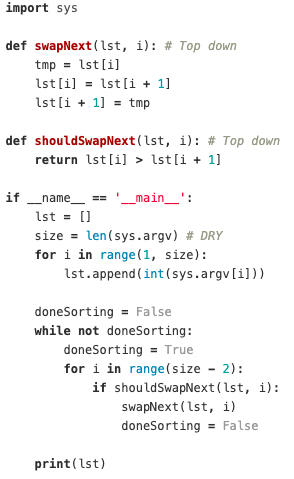 import sys

def swapNext(lst, i): # Top down
    tmp = lst[i]
    lst[i] = lst[i + 1]
    lst[i + 1] = tmp

def shouldSwapNext(lst, i): # Top down
    return lst[i] > lst[i + 1]

if __name__ == '__main__':
    lst = []
    size = len(sys.argv) # DRY
    for i in range(1, size):
        lst.append(int(sys.argv[i]))

    doneSorting = False
    while not doneSorting:
        doneSorting = True
        for i in range(size - 2):
            if shouldSwapNext(lst, i):
                swapNext(lst, i)
                doneSorting = False

    print(lst)